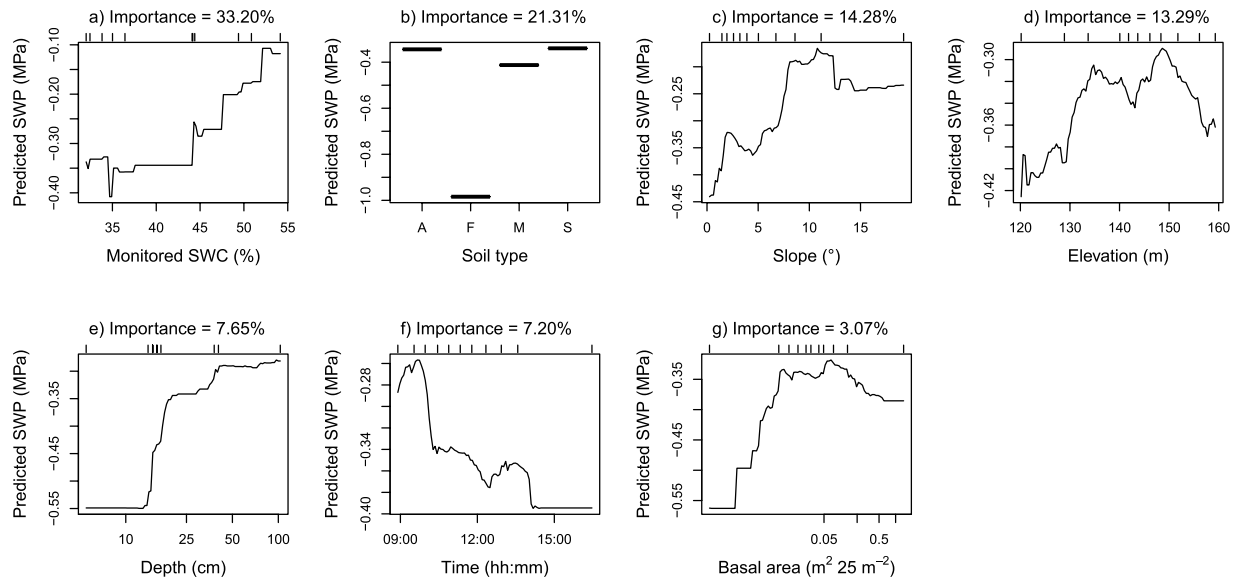 a) Importance = 33.20%
Predicted SWP (MPa)
−0.10
−0.20
−0.30
−0.40
35 40 45 50 55
Monitored SWC (%)
b) Importance = 21.31%
Predicted SWP (MPa)
−0.4
−0.6
−0.8
−1.0
A F M S
Soil type
c) Importance = 14.28%
Predicted SWP (MPa)
−0.25
−0.35
−0.45
0 5 10 15
Slope (°)
d) Importance = 13.29%
Predicted SWP (MPa)
−0.30
−0.36
−0.42
120 130 140 150 160
Elevation (m)
e) Importance = 7.65%
Predicted SWP (MPa)
−0.35
−0.45
−0.55
10 25 50 100
Depth (cm)
f) Importance = 7.20%
Predicted SWP (MPa)
−0.28
−0.34
−0.40
09:00 12:00 15:00
Time (hh:mm)
g) Importance = 3.07%
Predicted SWP (MPa)
−0.35
−0.45
−0.55
0.05 0.5
Basal area (m² 25 m⁻²)